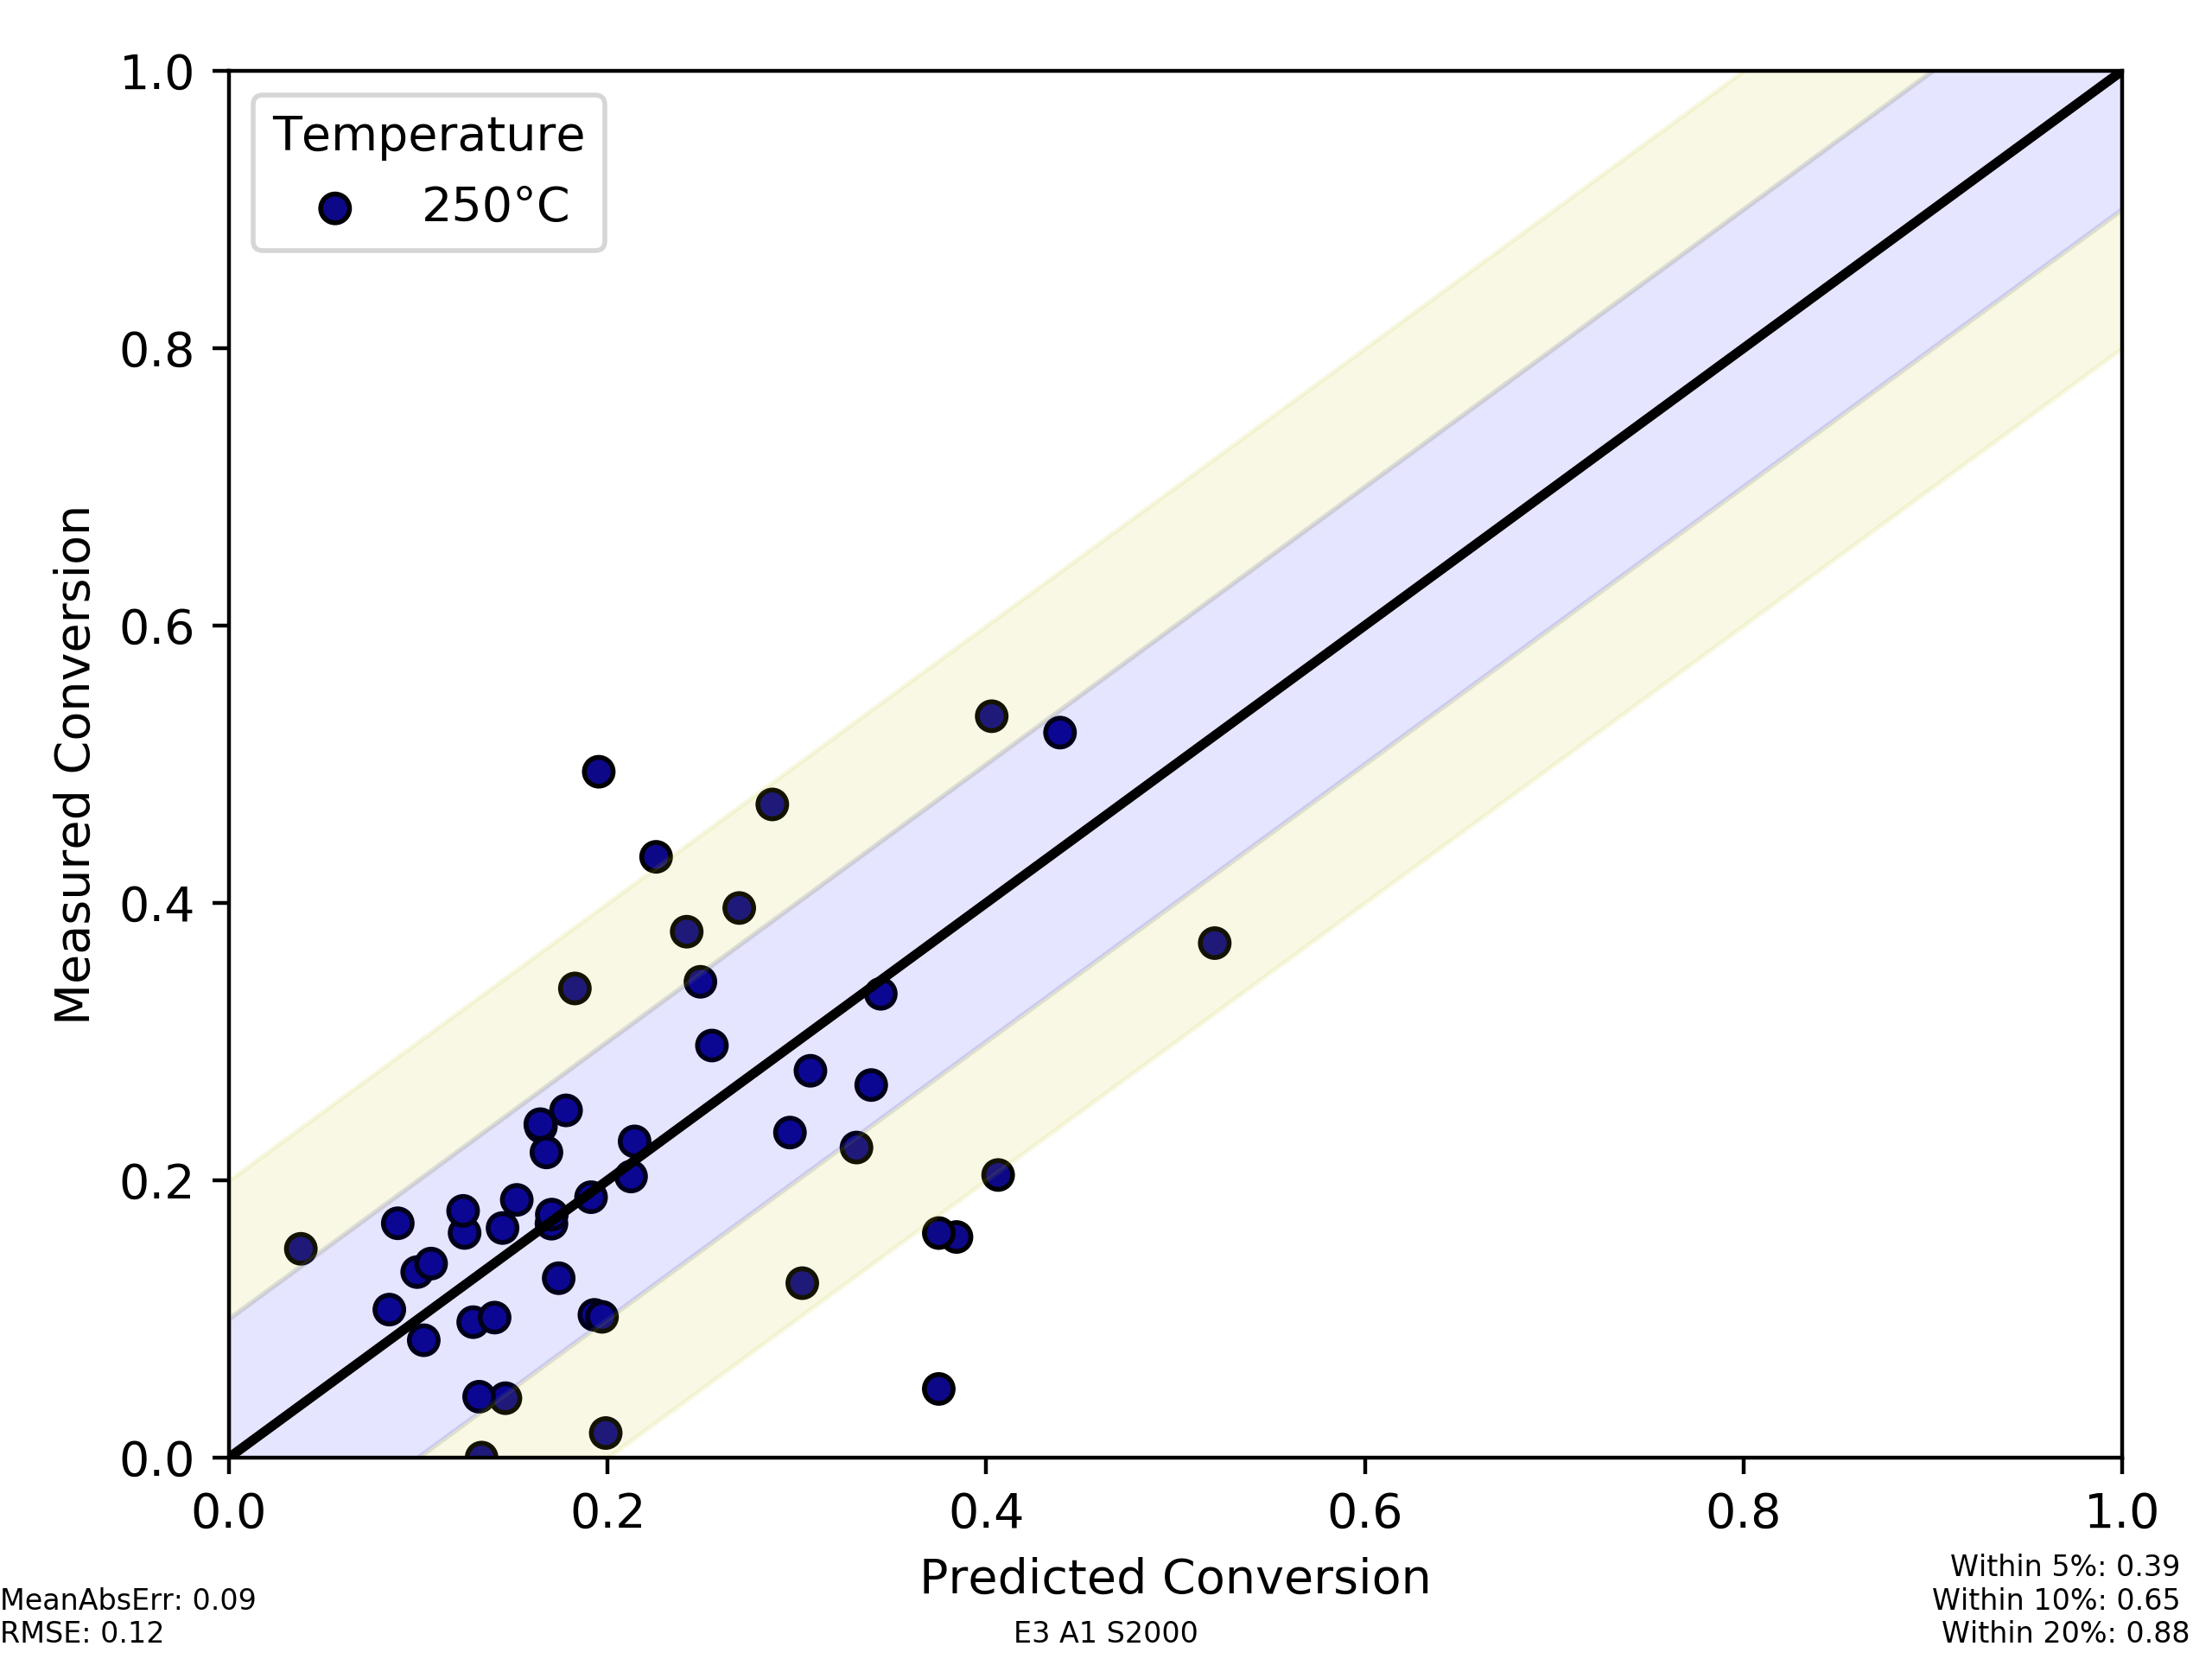 1.0
Temperature
250°C
0.8
0.6
0.4
0.2
0.0
Measured Conversion
0.0 0.2 0.4 0.6 0.8 1.0
Predicted Conversion
MeanAbsErr: 0.09
RMSE: 0.12
E3 A1 S2000
Within 5%: 0.39
Within 10%: 0.65
Within 20%: 0.88